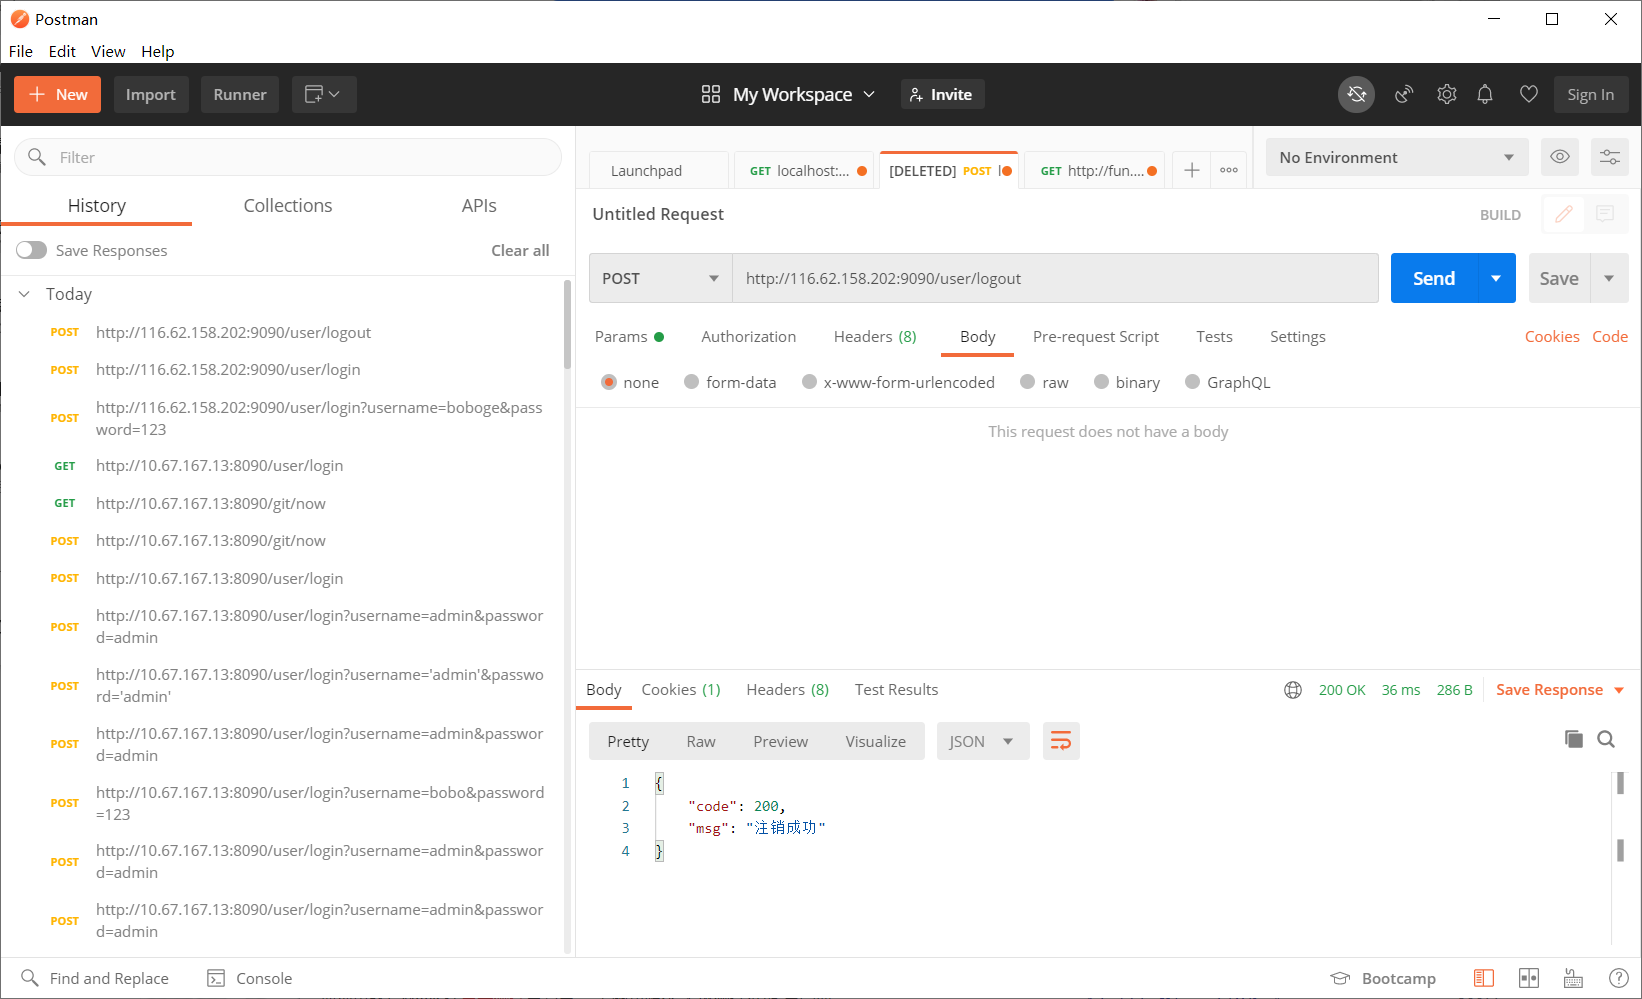 Postman
File Edit View Help
New Import Runner My Workspace Invite Sign In
Filter
History Collections APIs
Save Responses Clear all
Today
POST http://116.62.158.202:9090/user/logout
POST http://116.62.158.202:9090/user/login
POST http://116.62.158.202:9090/user/login?username=boboge&pass
word=123
GET http://10.67.167.13:8090/user/login
GET http://10.67.167.13:8090/git/now
POST http://10.67.167.13:8090/git/now
POST http://10.67.167.13:8090/user/login
POST http://10.67.167.13:8090/user/login?username=admin&passwor
d=admin
POST http://10.67.167.13:8090/user/login?username='admin'&passwo
rd='admin'
POST http://10.67.167.13:8090/user/login?username=admin&passwor
d=admin
POST http://10.67.167.13:8090/user/login?username=bobo&password
=123
POST http://10.67.167.13:8090/user/login?username=admin&passwor
d=admin
POST http://10.67.167.13:8090/user/login?username=admin&passwor
d=admin
Launchpad GET localhost:... [DELETED] POST l GET http://fun.... No Environment
Untitled Request BUILD
POST http://116.62.158.202:9090/user/logout Send Save
Params Authorization Headers (8) Body Pre-request Script Tests Settings Cookies Code
none form-data x-www-form-urlencoded raw binary GraphQL
This request does not have a body
Body Cookies (1) Headers (8) Test Results 200 OK 36 ms 286 B Save Response
Pretty Raw Preview Visualize JSON
1 {
2 "code": 200,
3 "msg": "注销成功"
4 }
Find and Replace Console Bootcamp